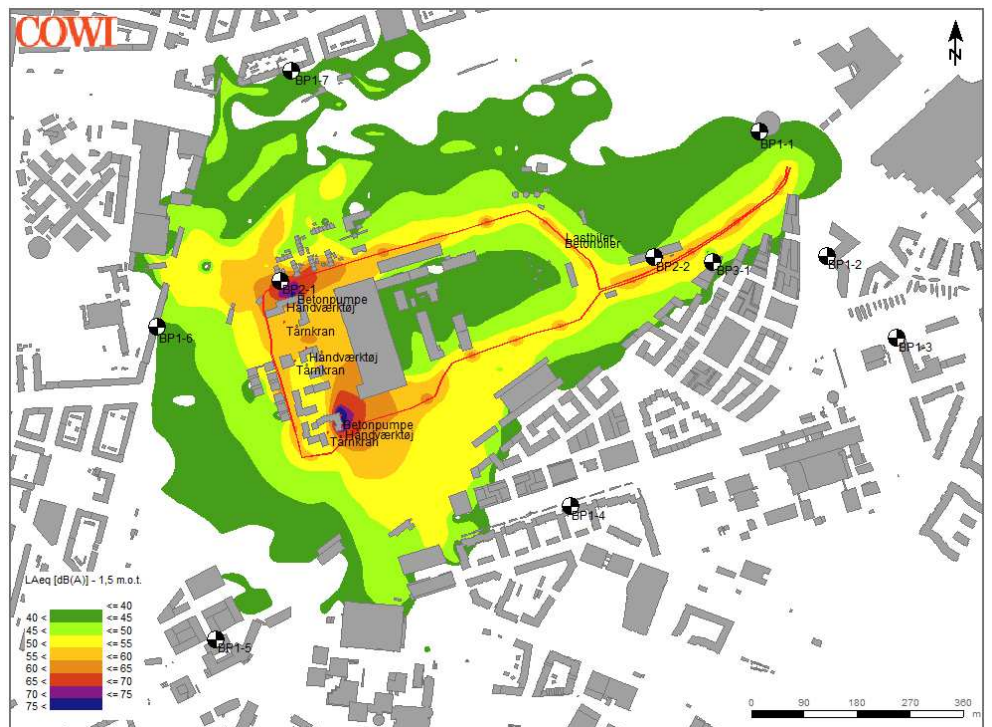 COWI
N
BP1-7
BP1-1
Lastbiler
Betonbiler
BP2-2
BP3-1
BP1-2
BP2-1
Betonpumpe
Håndværktøj
BP1-6
Tårnkran
BP1-3
Håndværktøj
Tårnkran
Betonpumpe
Håndværktøj
Tårnkran
BP1-4
LAeq [dB(A)] - 1,5 m.o.t.
<= 40
40 < <= 45
45 < <= 50
50 < <= 55
55 < <= 60
60 < <= 65
65 < <= 70
70 < <= 75
75 <
BP1-5
0 90 180 270 360
m